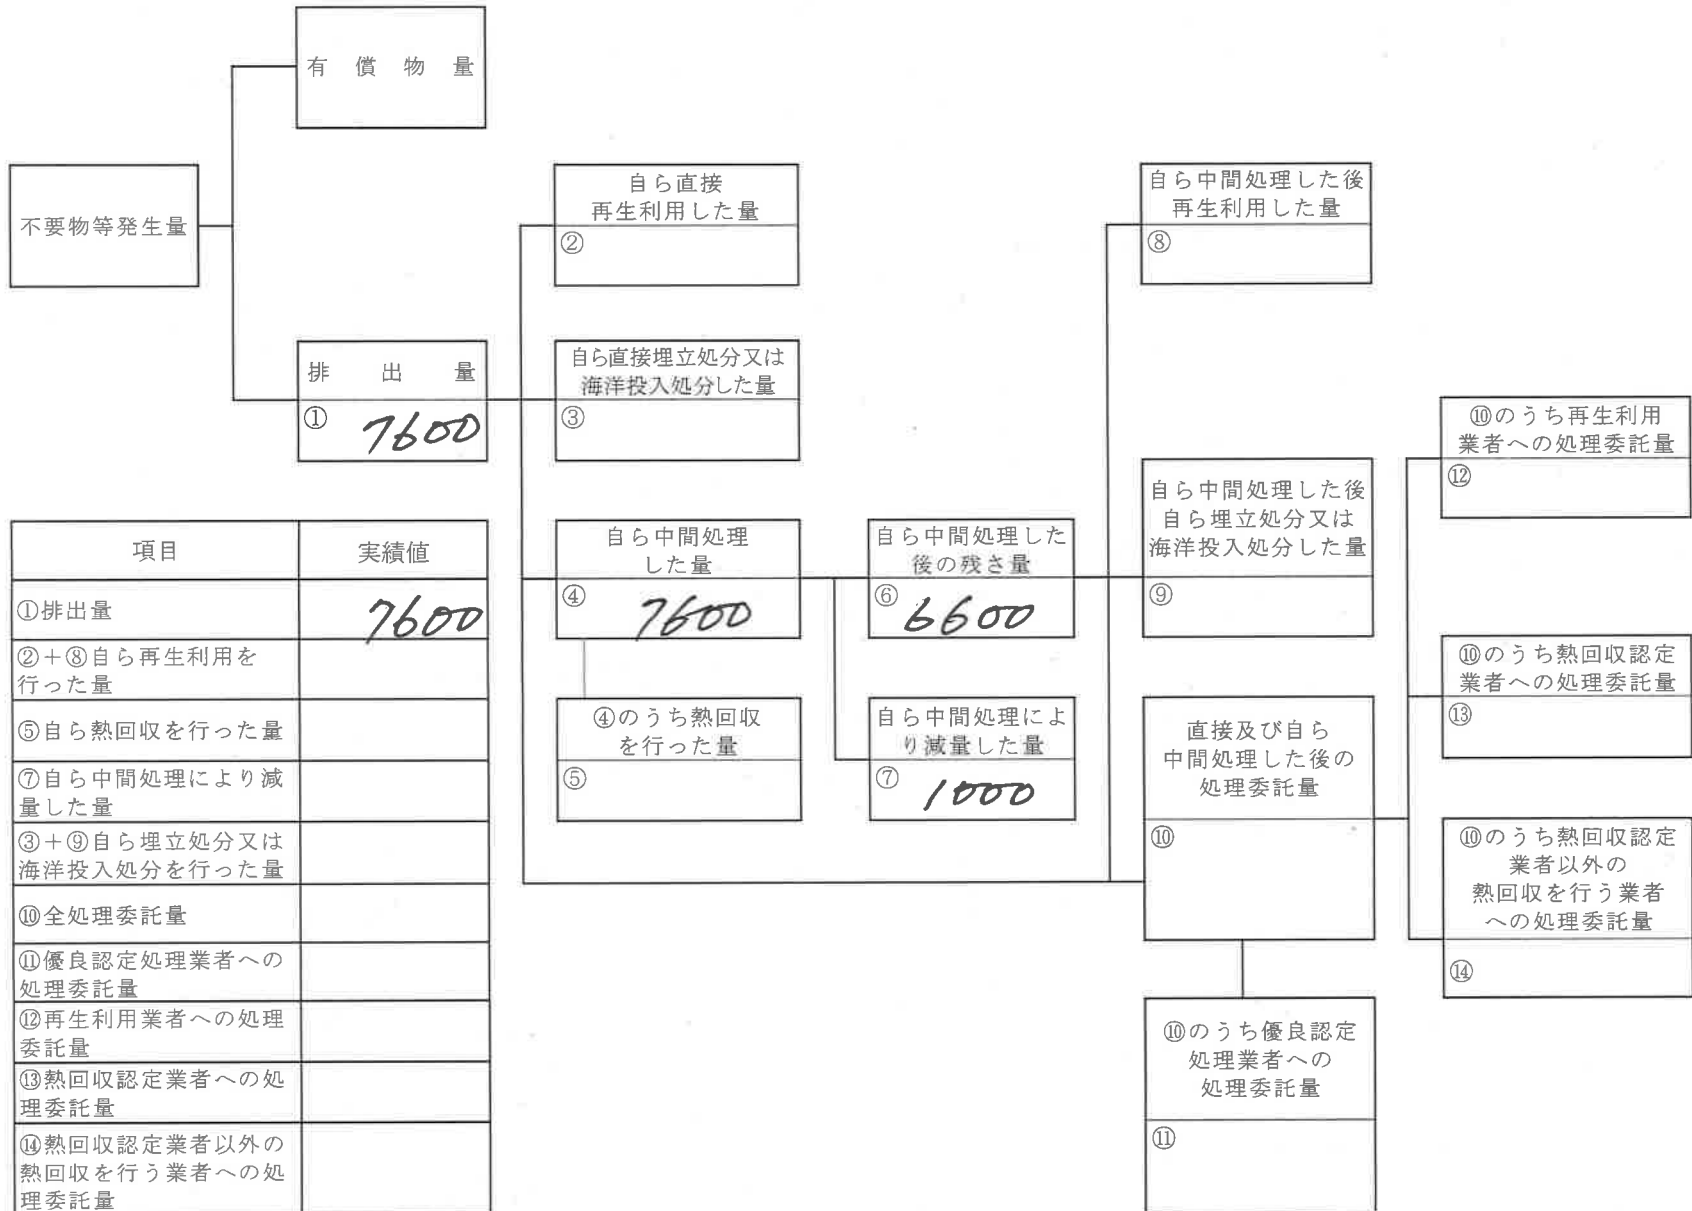 有償物量
不要物等発生量
排出量
① 7600
自ら直接
再生利用した量
②
自ら直接埋立処分又は
海洋投入処分した量
③
自ら中間処理
した量
④ 7600
④のうち熱回収
を行った量
⑤
自ら中間処理した
後の残さ量
⑥ 6600
自ら中間処理によ
り減量した量
⑦ 1000
自ら中間処理した後
再生利用した量
⑧
自ら中間処理した後
自ら埋立処分又は
海洋投入処分した量
⑨
直接及び自ら
中間処理した後の
処理委託量
⑩
⑩のうち優良認定
処理業者への
処理委託量
⑪
⑩のうち再生利用
業者への処理委託量
⑫
⑩のうち熱回収認定
業者への処理委託量
⑬
⑩のうち熱回収認定
業者以外の
熱回収を行う業者
への処理委託量
⑭
項目 実績値
①排出量 7600
②+⑧自ら再生利用を
行った量
⑤自ら熱回収を行った量
⑦自ら中間処理により減
量した量
③+⑨自ら埋立処分又は
海洋投入処分を行った量
⑩全処理委託量
⑪優良認定処理業者への
処理委託量
⑫再生利用業者への処理
委託量
⑬熱回収認定業者への処
理委託量
⑭熱回収認定業者以外の
熱回収を行う業者への処
理委託量